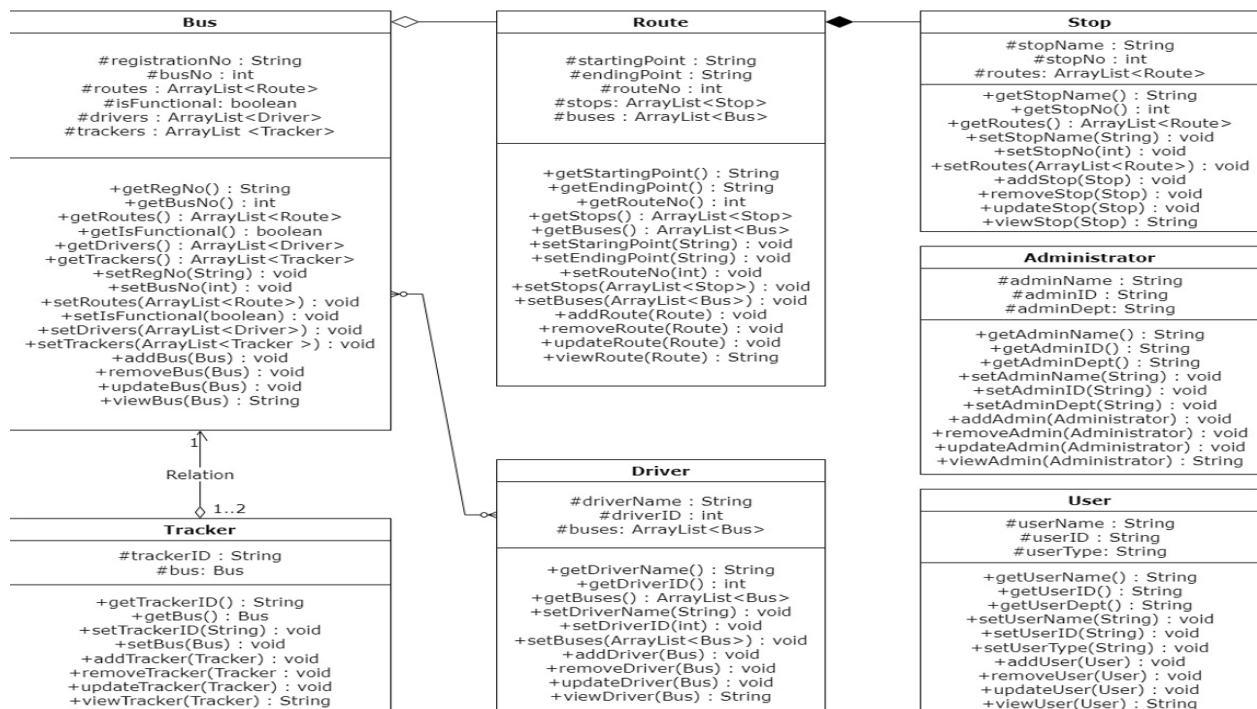 Bus
#registrationNo : String
#busNo : int
#routes : ArrayList<Route>
#isFunctional: boolean
#drivers : ArrayList<Driver>
#trackers : ArrayList <Tracker>
+getRegNo() : String
+getBusNo() : int
+getRoutes() : ArrayList<Route>
+getIsFunctional() : boolean
+getDrivers() : ArrayList<Driver>
+getTrackers() : ArrayList<Tracker>
+setRegNo(String) : void
+setBusNo(int) : void
+setRoutes(ArrayList<Route>) : void
+setIsFunctional(boolean) : void
+setDrivers(ArrayList<Driver>) : void
+setTrackers(ArrayList<Tracker >) : void
+addBus(Bus) : void
+removeBus(Bus) : void
+updateBus(Bus) : void
+viewBus(Bus) : String
Route
#startingPoint : String
#endingPoint : String
#routeNo : int
#stops: ArrayList<Stop>
#buses : ArrayList<Bus>
+getStartingPoint() : String
+getEndingPoint() : String
+getRouteNo() : int
+getStops() : ArrayList<Stop>
+getBuses() : ArrayList<Bus>
+setStaringPoint(String) : void
+setEndingPoint(String) : void
+setRouteNo(int) : void
+setStops(ArrayList<Stop>) : void
+setBuses(ArrayList<Bus>) : void
+addRoute(Route) : void
+removeRoute(Route) : void
+updateRoute(Route) : void
+viewRoute(Route) : String
Stop
#stopName : String
#stopNo : int
#routes: ArrayList<Route>
+getStopName() : String
+getStopNo() : int
+getRoutes() : ArrayList<Route>
+setStopName(String) : void
+setStopNo(int) : void
+setRoutes(ArrayList<Route>) : void
+addStop(Stop) : void
+removeStop(Stop) : void
+updateStop(Stop) : void
+viewStop(Stop) : String
Administrator
#adminName : String
#adminID : String
#adminDept: String
+getAdminName() : String
+getAdminID() : String
+getAdminDept() : String
+setAdminName(String) : void
+setAdminID(String) : void
+setAdminDept(String) : void
+addAdmin(Administrator) : void
+removeAdmin(Administrator) : void
+updateAdmin(Administrator) : void
+viewAdmin(Administrator) : String
1
Relation
1..2
Tracker
#trackerID : String
#bus: Bus
+getTrackerID() : String
+getBus() : Bus
+setTrackerID(String) : void
+setBus(Bus) : void
+addTracker(Tracker) : void
+removeTracker(Tracker : void
+updateTracker(Tracker) : void
+viewTracker(Tracker) : String
Driver
#driverName : String
#driverID : int
#buses: ArrayList<Bus>
+getDriverName() : String
+getDriverID() : int
+getBuses() : ArrayList<Bus>
+setDriverName(String) : void
+setDriverID(int) : void
+setBuses(ArrayList<Bus>) : void
+addDriver(Bus) : void
+removeDriver(Bus) : void
+updateDriver(Bus) : void
+viewDriver(Bus) : String
User
#userName : String
#userID : String
#userType: String
+getUserName() : String
+getUserID() : String
+getUserDept() : String
+setUserName(String) : void
+setUserID(String) : void
+setUserType(String) : void
+addUser(User) : void
+removeUser(User) : void
+updateUser(User) : void
+viewUser(User) : String